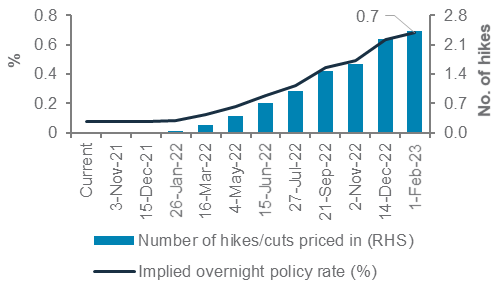 0.8
0.6
0.4
0.2
0
%
0.7
2.8
2.1
1.4
0.7
0.0
No. of hikes
Current
3-Nov-21
15-Dec-21
26-Jan-22
16-Mar-22
4-May-22
15-Jun-22
27-Jul-22
21-Sep-22
2-Nov-22
14-Dec-22
1-Feb-23
Number of hikes/cuts priced in (RHS)
Implied overnight policy rate (%)